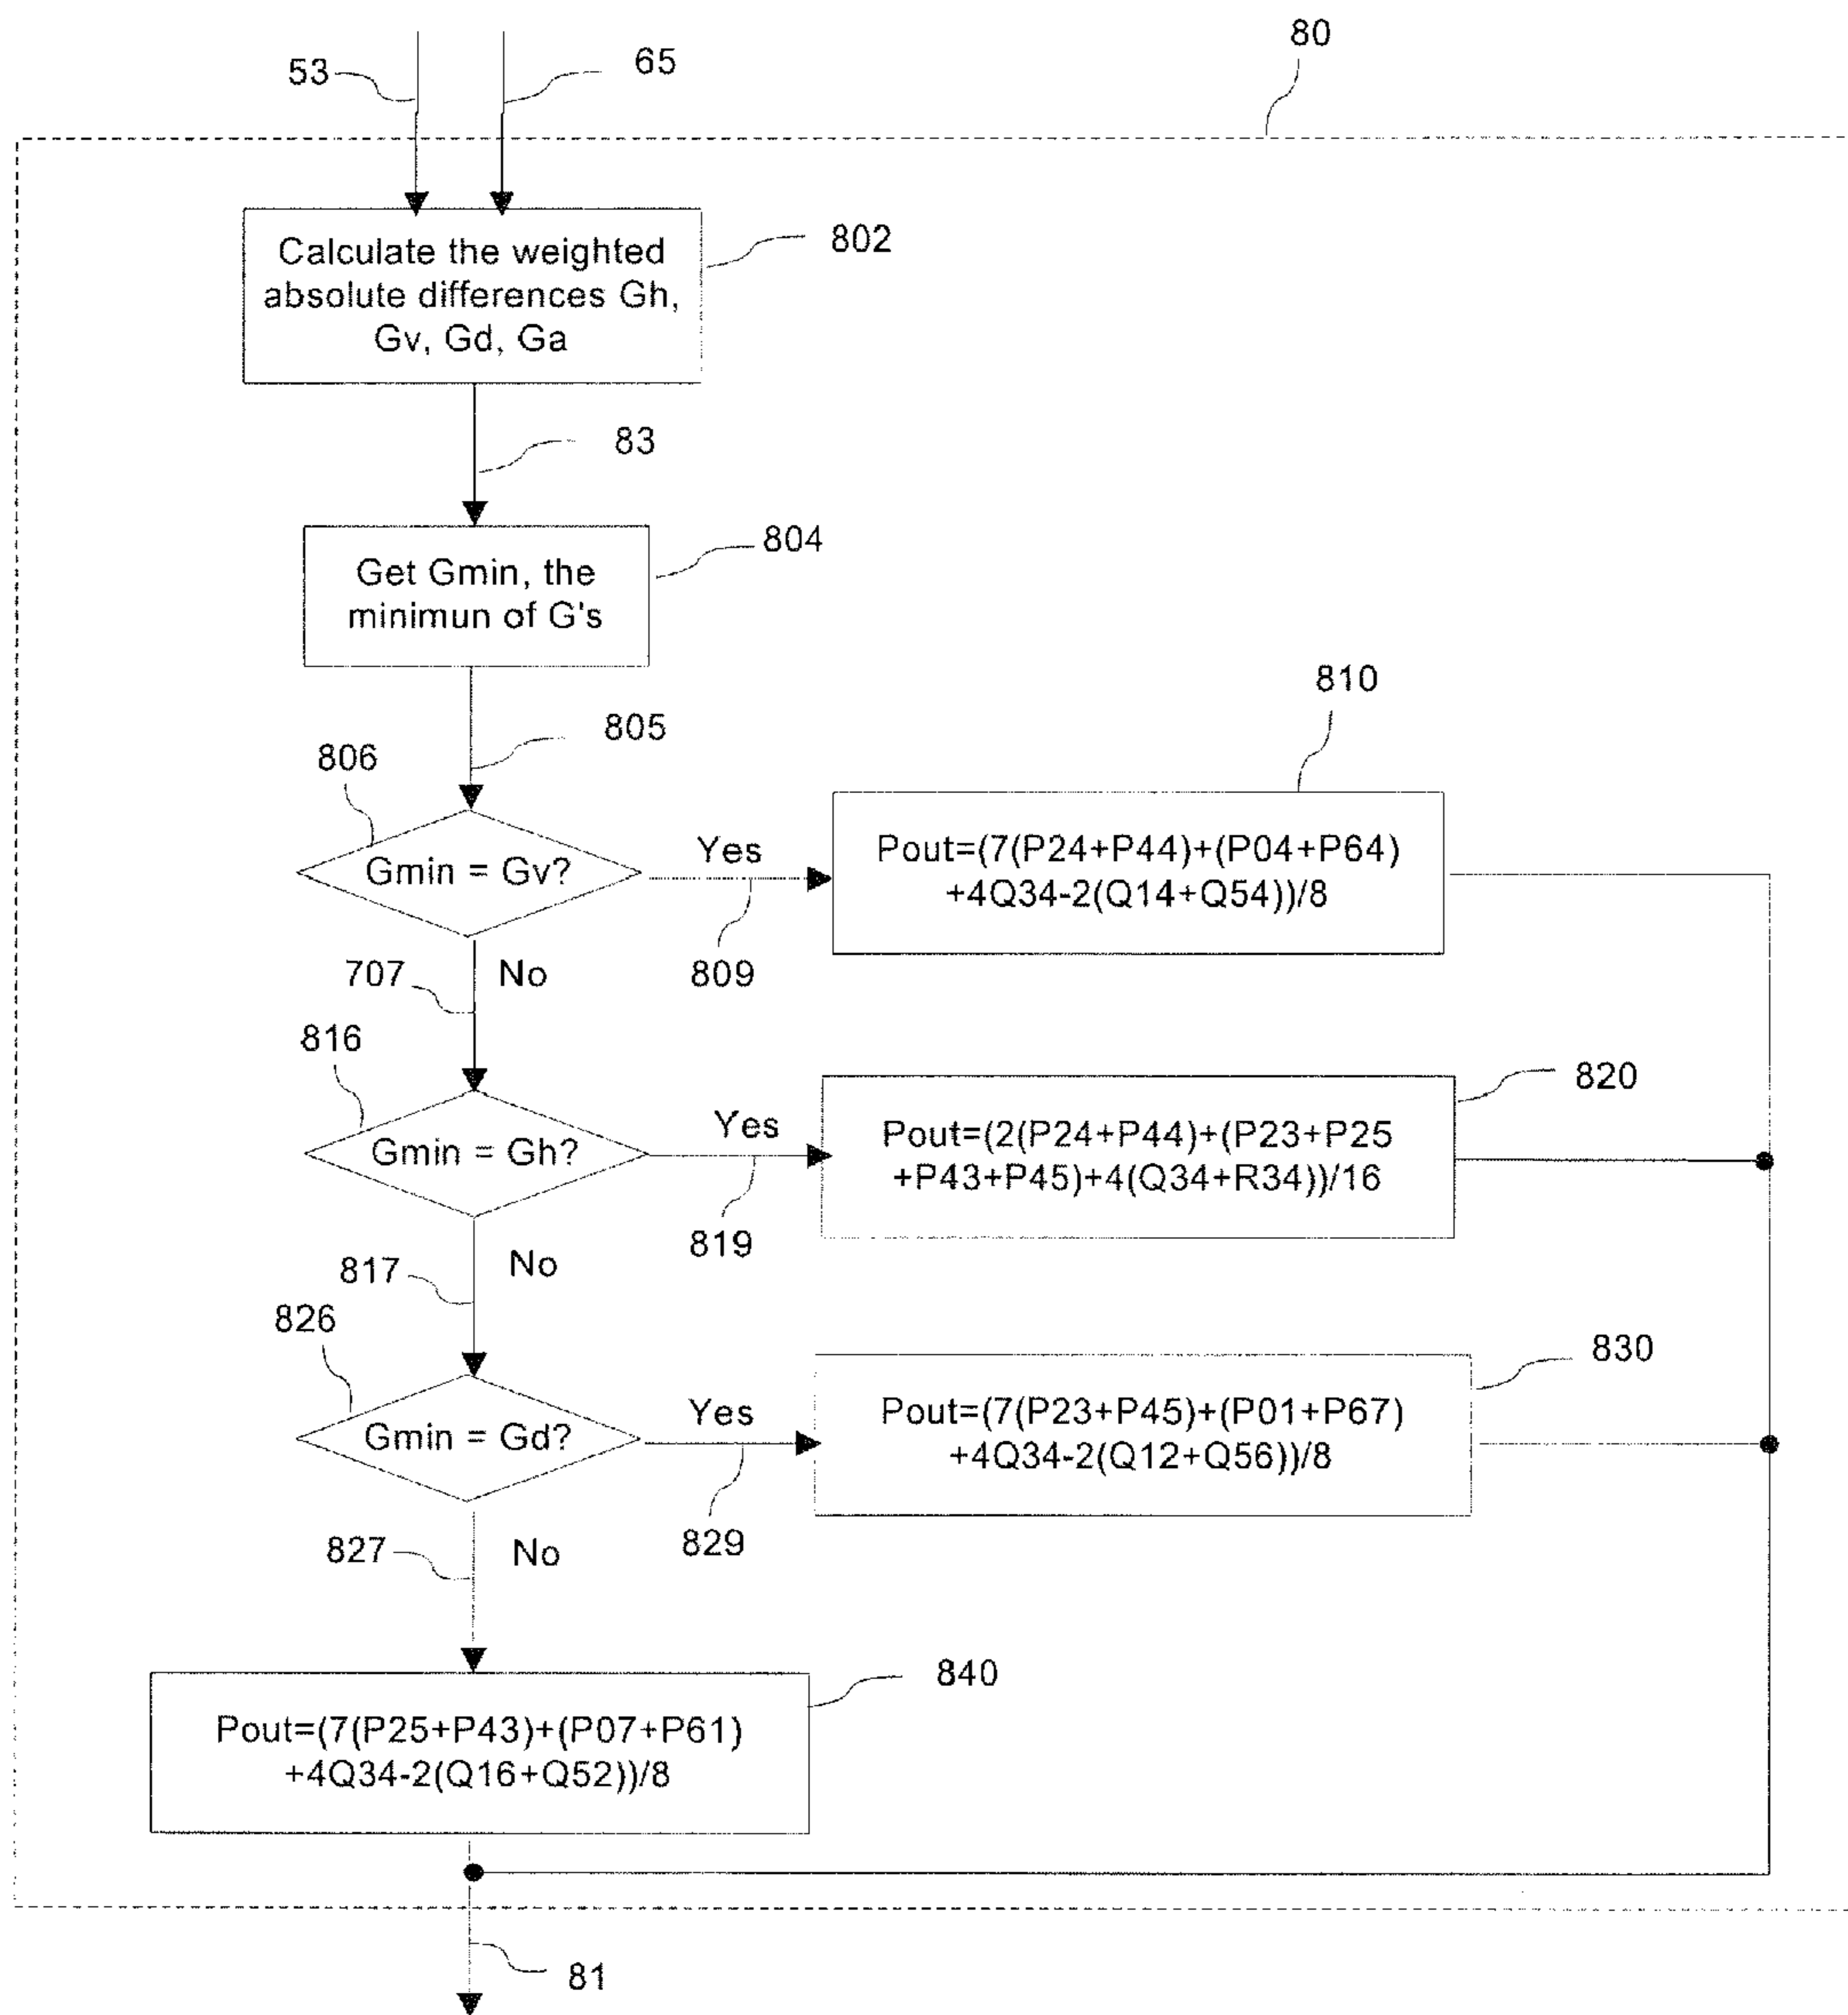 80
53
65
802
Calculate the weighted
absolute differences Gh,
Gv, Gd, Ga
83
804
Get Gmin, the
minimun of G's
805
810
806
Gmin = Gv?
Yes
809
Pout=(7(P24+P44)+(P04+P64)
+4Q34-2(Q14+Q54))/8
707
No
816
Gmin = Gh?
Yes
819
820
Pout=(2(P24+P44)+(P23+P25
+P43+P45)+4(Q34+R34))/16
817
No
826
Gmin = Gd?
Yes
829
830
Pout=(7(P23+P45)+(P01+P67)
+4Q34-2(Q12+Q56))/8
827
No
840
Pout=(7(P25+P43)+(P07+P61)
+4Q34-2(Q16+Q52))/8
81